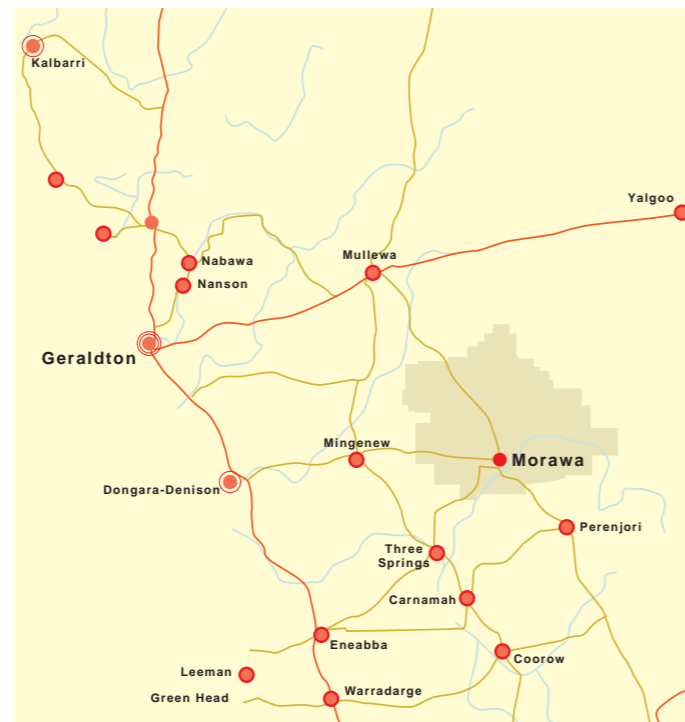 Kalbarri
Yalgoo
Nabawa
Mullewa
Nanson
Geraldton
Mingenew
Morawa
Dongara-Denison
Perenjori
Three
Springs
Carnamah
Eneabba
Coorow
Leeman
Green Head
Warradarge